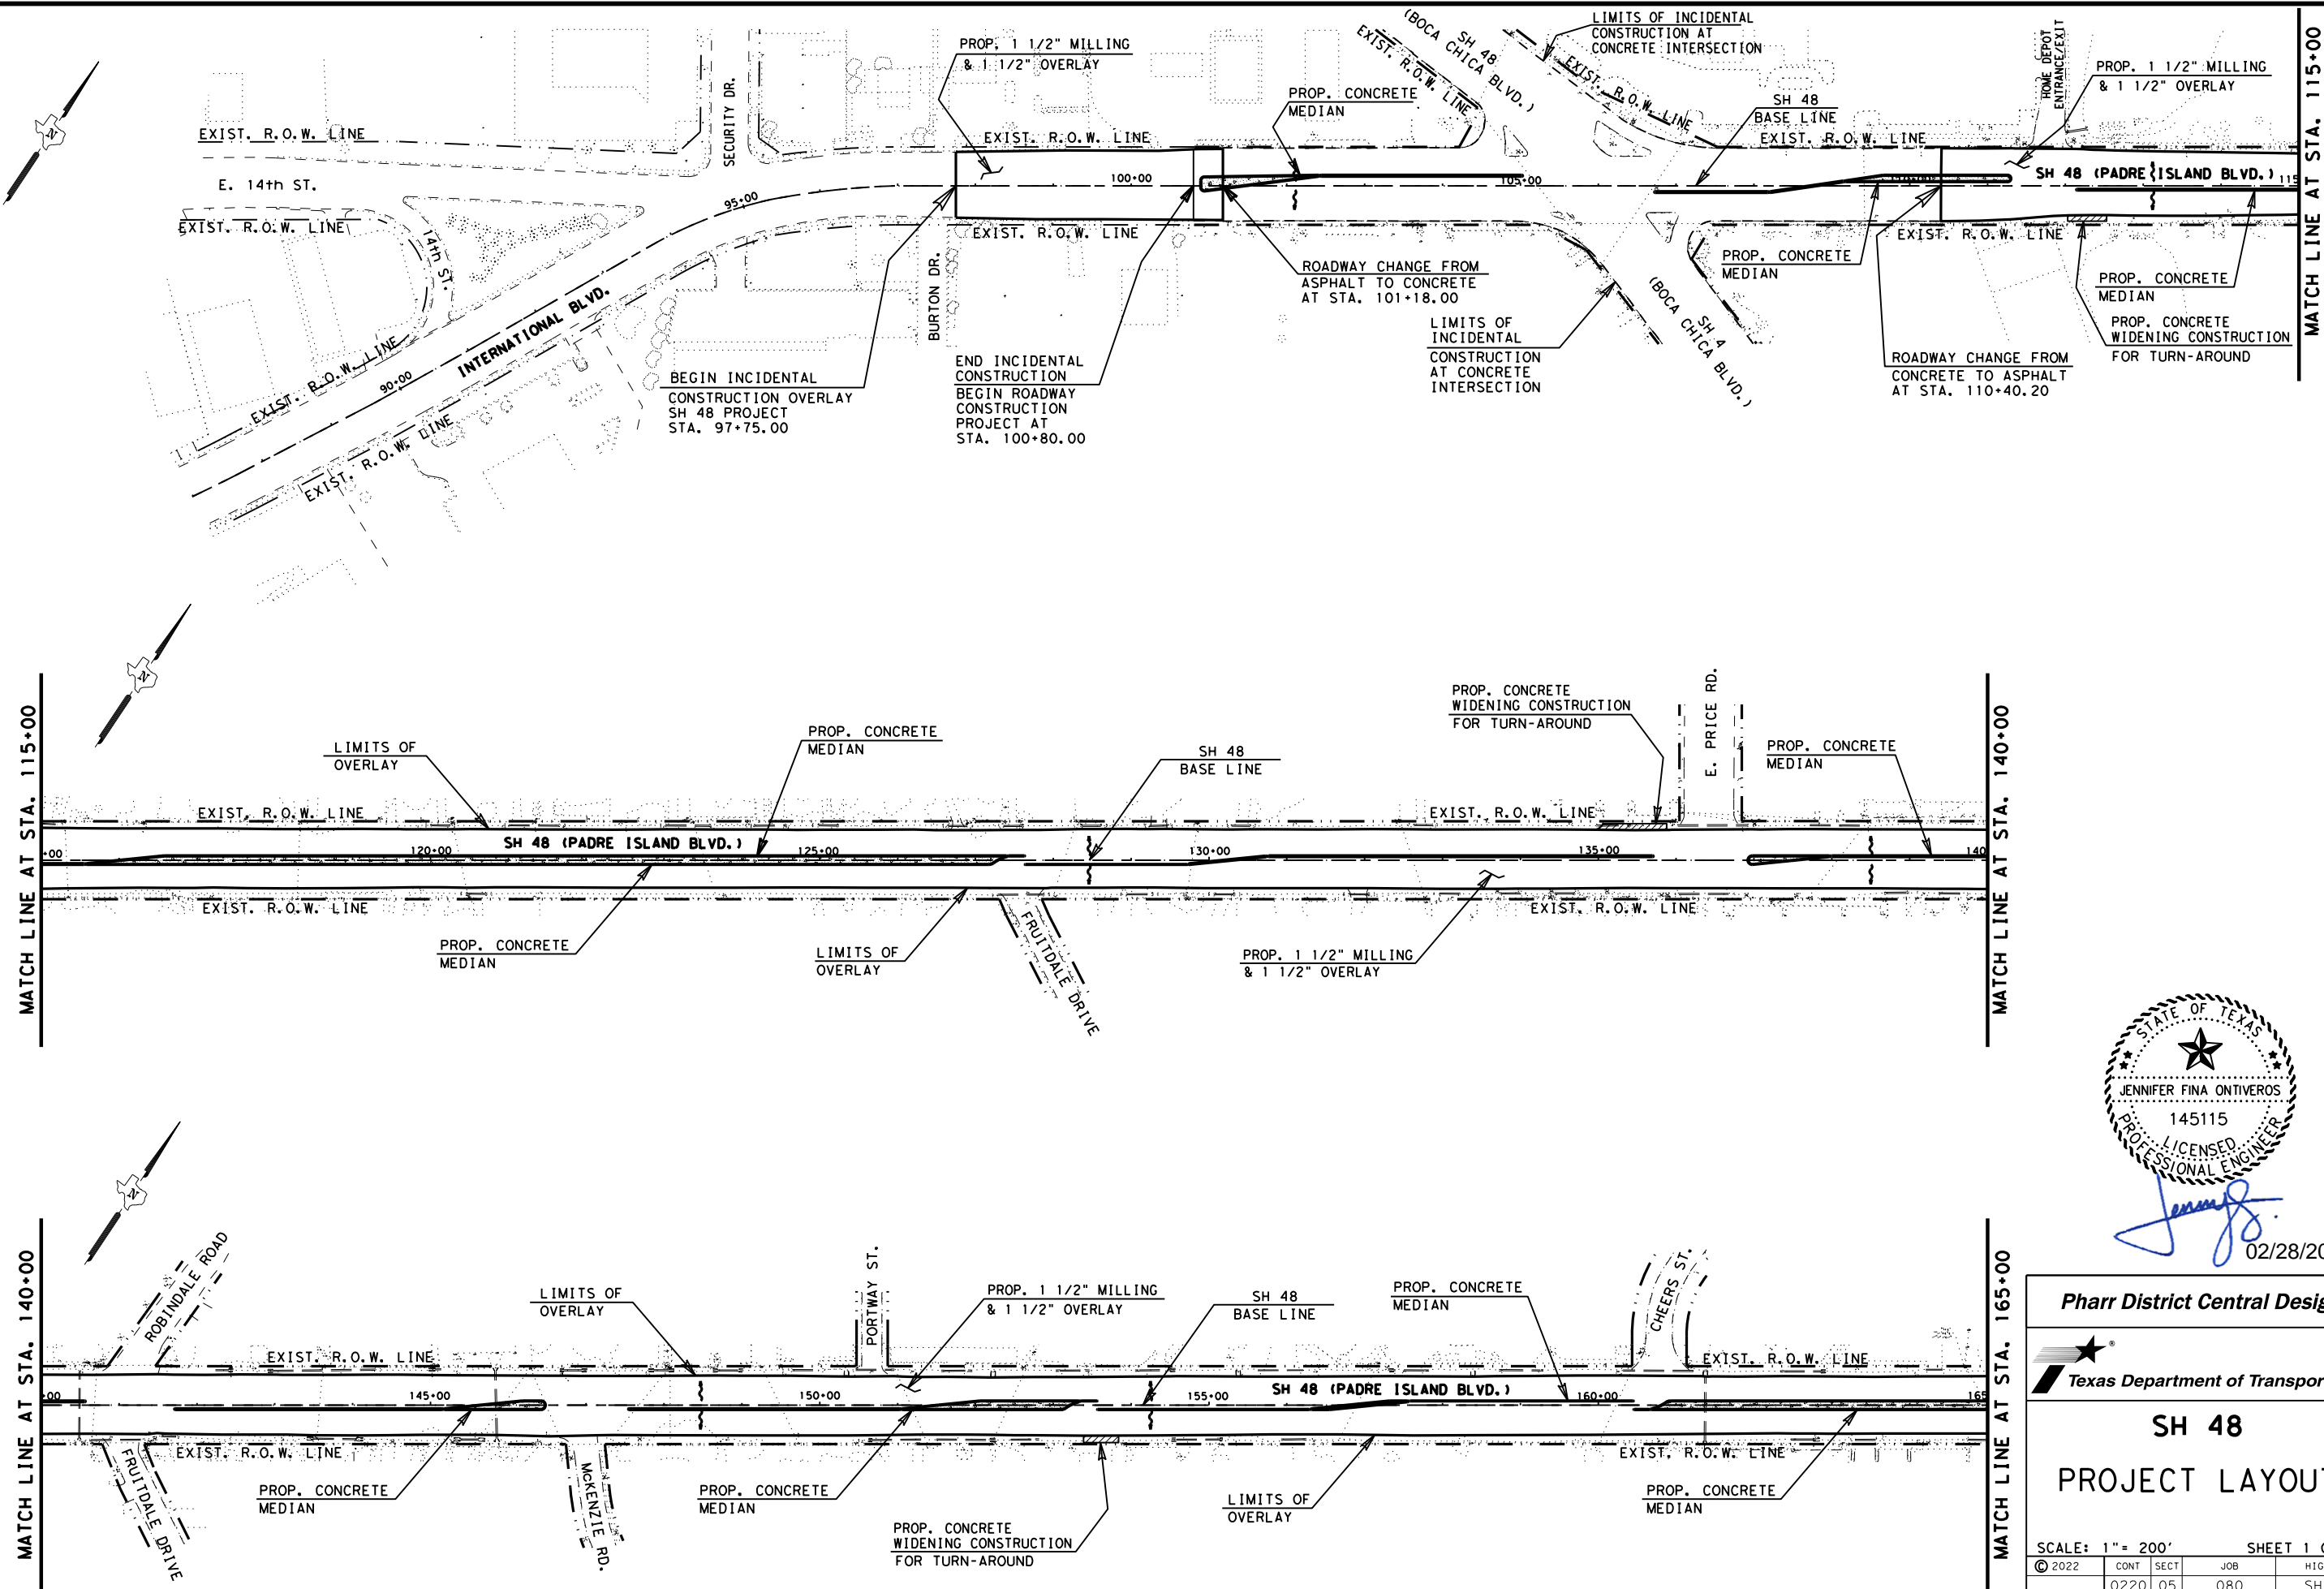 PROP. 1 1/2" MILLING
& 1 1/2" OVERLAY
(BOCA CHICA BLVD.)
SH 48
EXIST. R.O.W. LINE
LIMITS OF INCIDENTAL
CONSTRUCTION AT
CONCRETE INTERSECTION
EXIST. R.O.W. LINE
HOME DEPOT
ENTRANCE/EXIT
PROP. 1 1/2" MILLING
& 1 1/2" OVERLAY
MATCH LINE AT STA. 115+00
N
SECURITY DR.
PROP. CONCRETE
MEDIAN
SH 48
BASE LINE
EXIST. R.O.W. LINE
EXIST. R.O.W. LINE
EXIST. R.O.W. LINE
E. 14th ST.
100+00
105+00
SH 48 (PADRE ISLAND BLVD.)
115
95+00
EXIST. R.O.W. LINE
14th ST.
EXIST. R.O.W. LINE
EXIST. R.O.W. LINE
BURTON DR.
ROADWAY CHANGE FROM
ASPHALT TO CONCRETE
AT STA. 101+18.00
PROP. CONCRETE
MEDIAN
PROP. CONCRETE
MEDIAN
INTERNATIONAL BLVD.
90+00
EXIST. R.O.W. LINE
EXIST. R.O.W. LINE
SH 4
(BOCA CHICA BLVD.)
LIMITS OF
INCIDENTAL
CONSTRUCTION
AT CONCRETE
INTERSECTION
PROP. CONCRETE
WIDENING CONSTRUCTION
FOR TURN-AROUND
BEGIN INCIDENTAL
CONSTRUCTION OVERLAY
SH 48 PROJECT
STA. 97+75.00
END INCIDENTAL
CONSTRUCTION
BEGIN ROADWAY
CONSTRUCTION
PROJECT AT
STA. 100+80.00
ROADWAY CHANGE FROM
CONCRETE TO ASPHALT
AT STA. 110+40.20
N
MATCH LINE AT STA. 115+00
LIMITS OF
OVERLAY
PROP. CONCRETE
MEDIAN
SH 48
BASE LINE
PROP. CONCRETE
WIDENING CONSTRUCTION
FOR TURN-AROUND
E. PRICE RD.
PROP. CONCRETE
MEDIAN
MATCH LINE AT STA. 140+00
EXIST. R.O.W. LINE
EXIST. R.O.W. LINE
SH 48 (PADRE ISLAND BLVD.)
+00
120+00
125+00
130+00
135+00
140
EXIST. R.O.W. LINE
EXIST. R.O.W. LINE
PROP. CONCRETE
MEDIAN
LIMITS OF
OVERLAY
FRUITDALE DRIVE
PROP. 1 1/2" MILLING
& 1 1/2" OVERLAY
STATE OF TEXAS
JENNIFER FINA ONTIVEROS
145115
LICENSED
PROFESSIONAL ENGINEER
02/28/20
N
MATCH LINE AT STA. 140+00
ROBINDALE ROAD
LIMITS OF
OVERLAY
PORTWAY ST.
PROP. 1 1/2" MILLING
& 1 1/2" OVERLAY
SH 48
BASE LINE
PROP. CONCRETE
MEDIAN
CHEERS ST.
MATCH LINE AT STA. 165+00
EXIST. R.O.W. LINE
EXIST. R.O.W. LINE
00
145+00
150+00
155+00
SH 48 (PADRE ISLAND BLVD.)
160+00
165
EXIST. R.O.W. LINE
EXIST. R.O.W. LINE
FRUITDALE DRIVE
PROP. CONCRETE
MEDIAN
McKENZIE RD.
PROP. CONCRETE
MEDIAN
PROP. CONCRETE
WIDENING CONSTRUCTION
FOR TURN-AROUND
LIMITS OF
OVERLAY
PROP. CONCRETE
MEDIAN
Pharr District Central Desig
®
Texas Department of Transpor
SH 48
PROJECT LAYOUT
SCALE: 1"= 200' SHEET 1
© 2022 CONT SECT JOB HIG
0220 05 080 SH